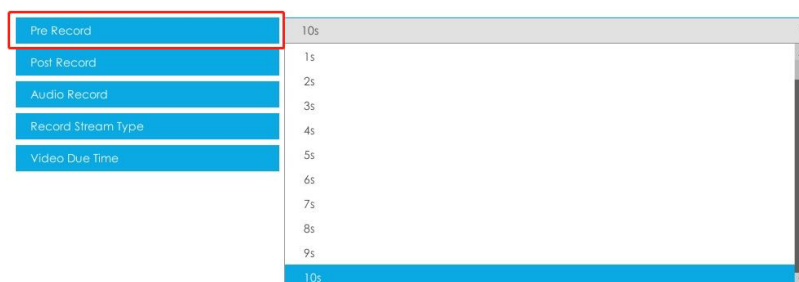 Pre Record
10s
Post Record
Audio Record
Record Stream Type
Video Due Time
1s
2s
3s
4s
5s
6s
7s
8s
9s
10s